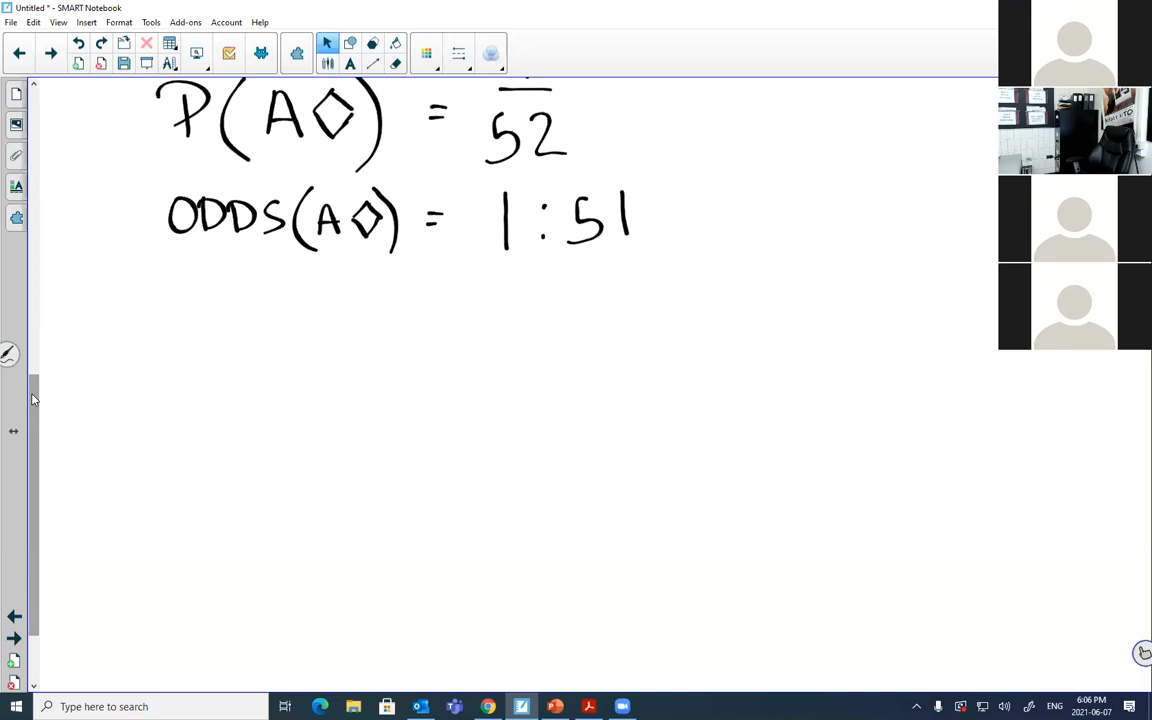 Untitled * - SMART Notebook
File Edit View Insert Format Tools Add-ons Account Help
P(A◇) = 52
ODDS(A◇) = 1 : 51
Type here to search
ENG
6:06 PM
2021-06-07